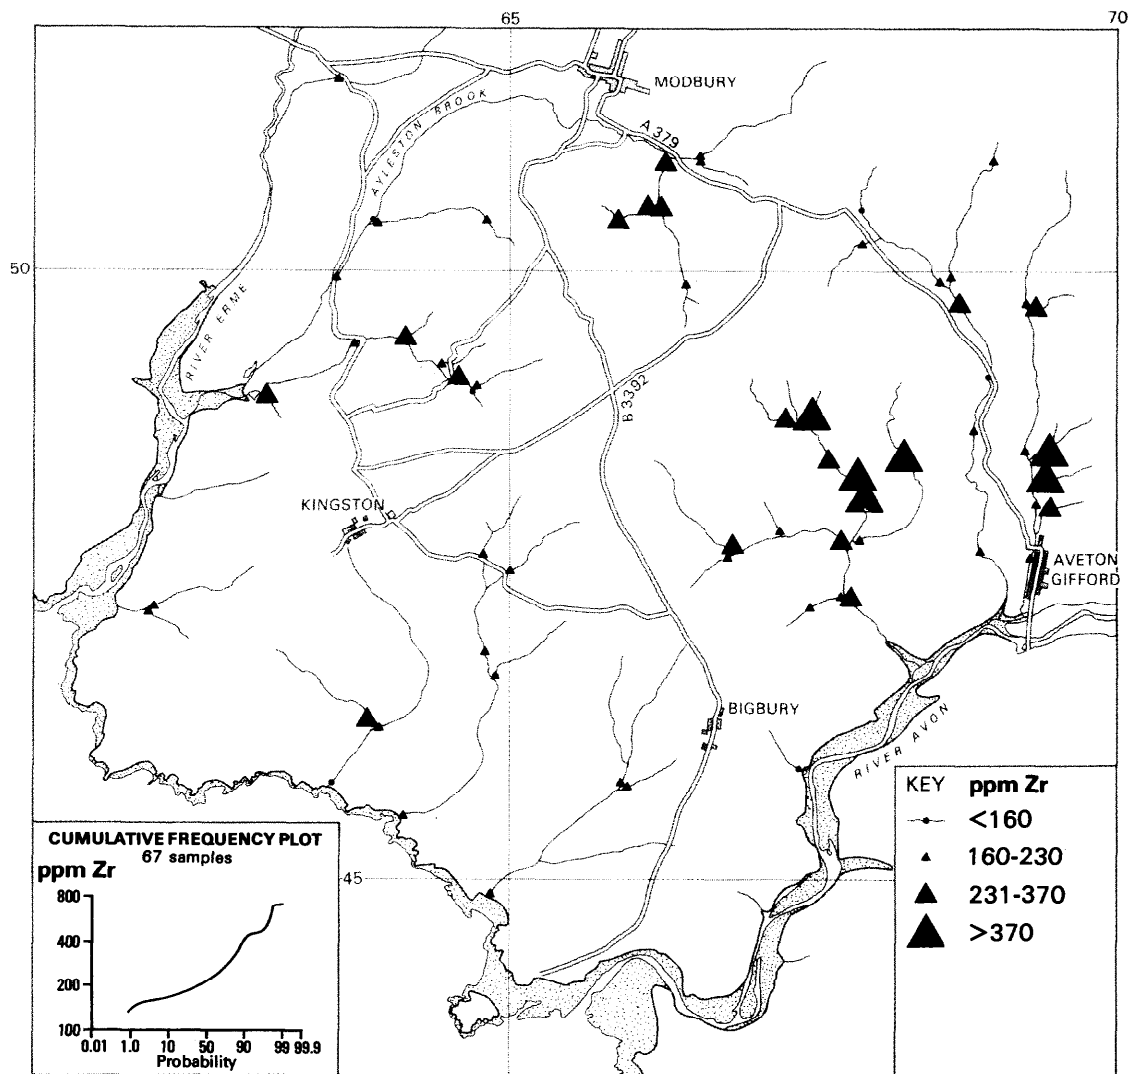 65
70
MODBURY
AYLESTON BROOK
A 379
50
RIVER ERME
B 3392
KINGSTON
AVETON
GIFFORD
BIGBURY
RIVER AVON
KEY ppm Zr
<160
160-230
231-370
>370
45
CUMULATIVE FREQUENCY PLOT
67 samples
ppm Zr
800
400
200
100
0.01 1.0 10 50 90 99 99.9
Probability